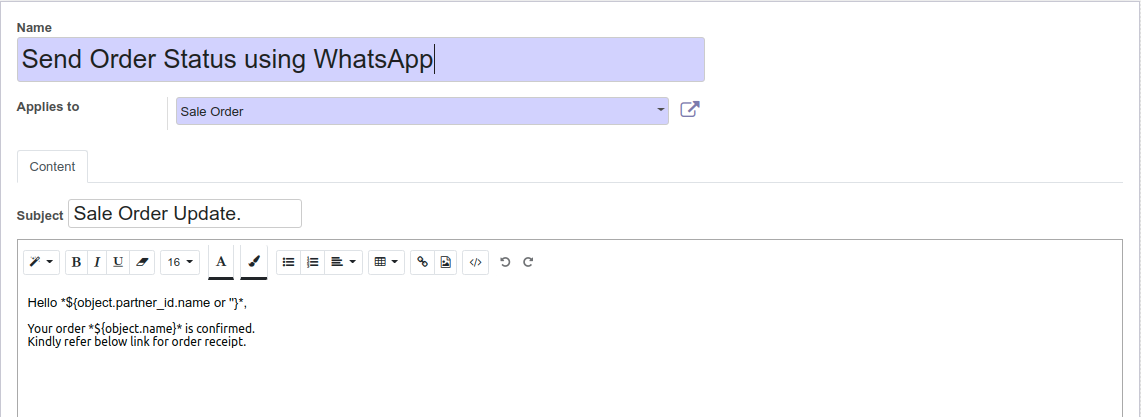 Name
Send Order Status using WhatsApp
Applies to
Sale Order
Content
Subject Sale Order Update.
B I U 16 A </>
Hello *${object.partner_id.name or ''}*,
Your order *${object.name}* is confirmed.
Kindly refer below link for order receipt.